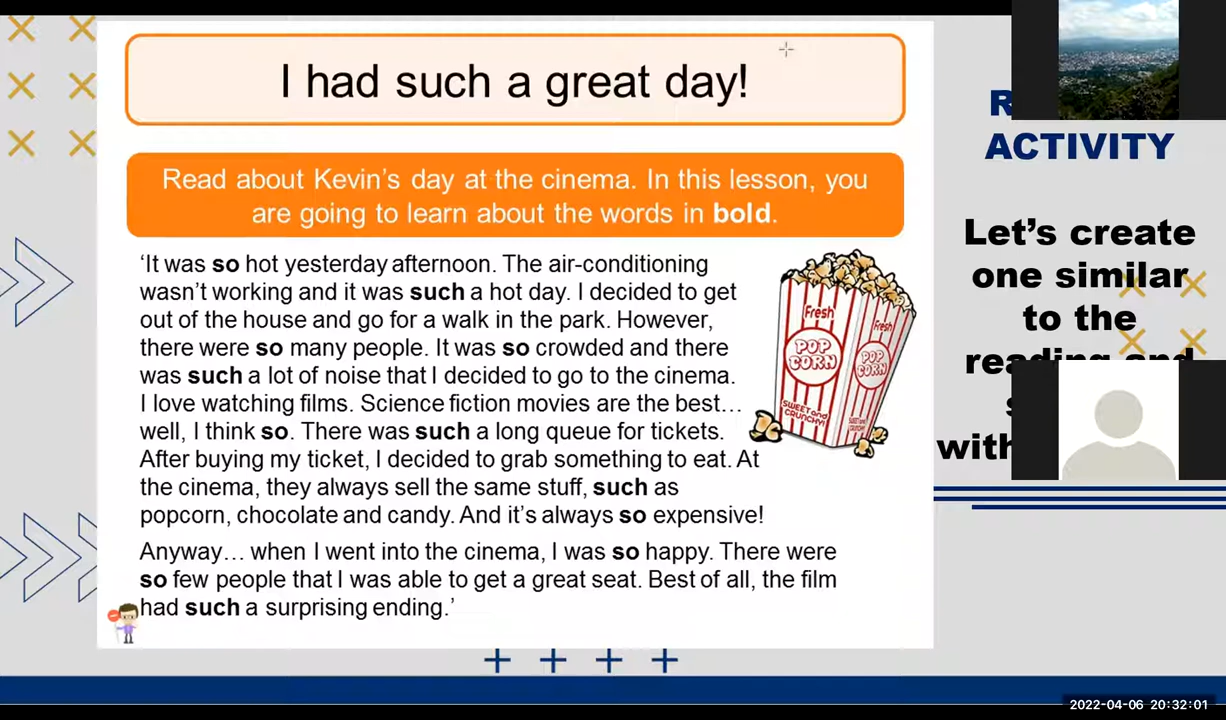 I had such a great day!
Read about Kevin's day at the cinema. In this lesson, you
are going to learn about the words in bold.
‘It was so hot yesterday afternoon. The air-conditioning
wasn't working and it was such a hot day. I decided to get
out of the house and go for a walk in the park. However,
there were so many people. It was so crowded and there
was such a lot of noise that I decided to go to the cinema.
I love watching films. Science fiction movies are the best…
well, I think so. There was such a long queue for tickets.
After buying my ticket, I decided to grab something to eat. At
the cinema, they always sell the same stuff, such as
popcorn, chocolate and candy. And it's always so expensive!
Anyway… when I went into the cinema, I was so happy. There were
so few people that I was able to get a great seat. Best of all, the film
had such a surprising ending.’
Fresh
POP
CORN
SWEET and
CRUNCHY!
Fresh
POP
CORN
ACTIVITY
Let's create
one similar
to the
reading and
2022-04-06 20:32:01